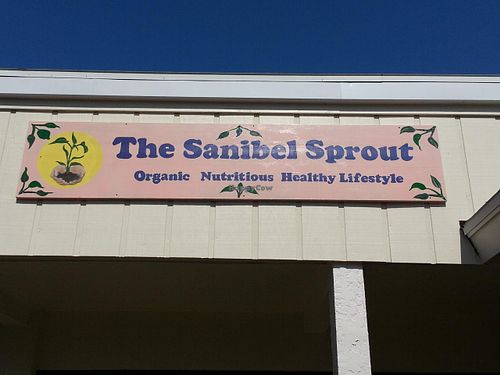 The Sanibel Sprout
Organic Nutritious Healthy Lifestyle